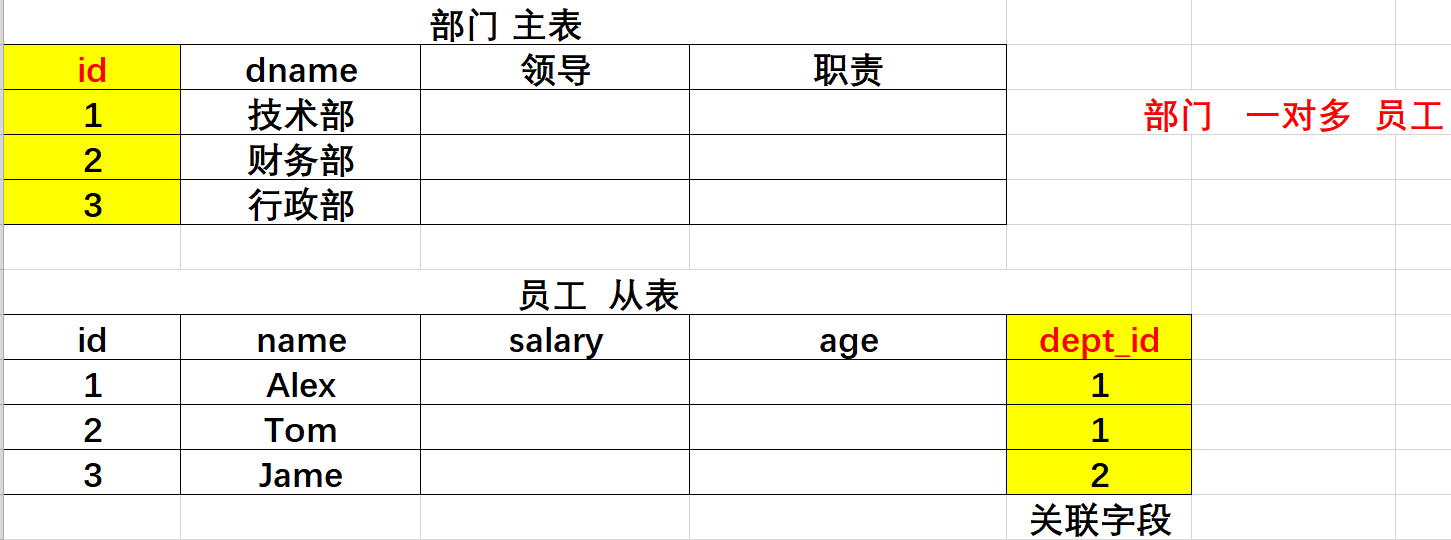 部门 主表
id dname 领导 职责
1 技术部 部门 一对多 员工
2 财务部
3 行政部
员工 从表
id name salary age dept_id
1 Alex 1
2 Tom 1
3 Jame 2
关联字段